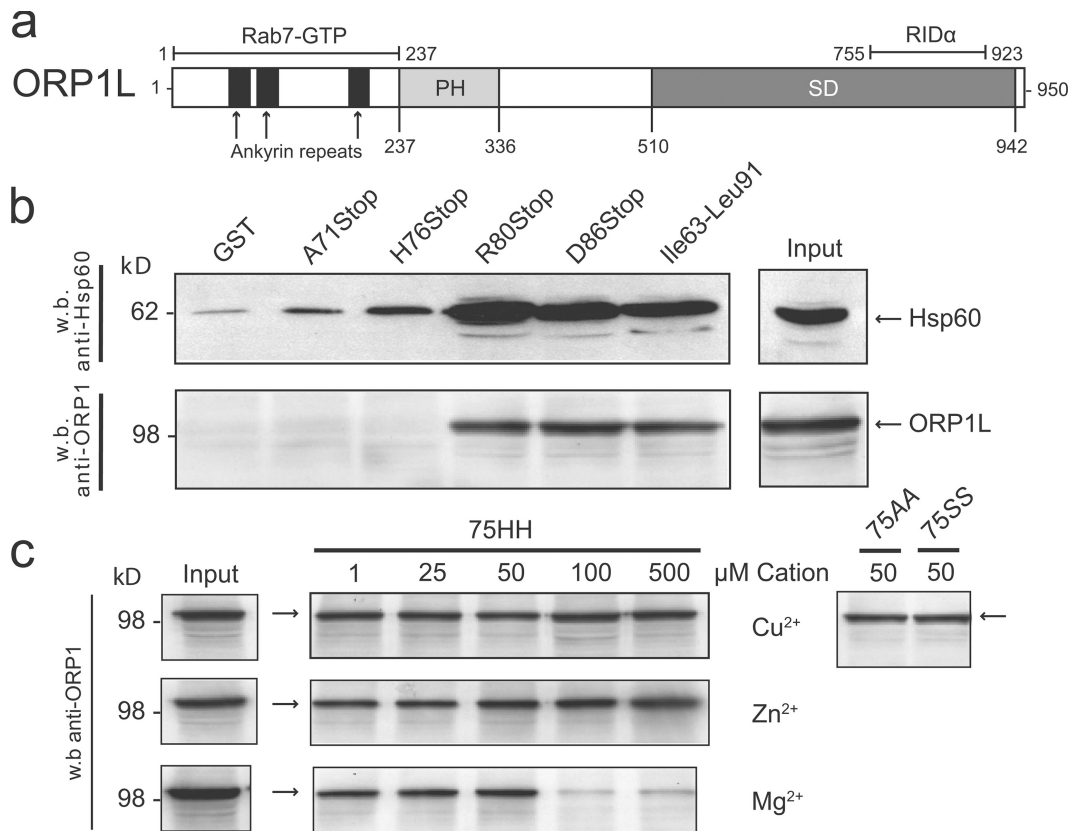 a
Rab7-GTP
RIDα
1
237
755
923
ORP1L
1 -
PH
SD
- 950
Ankyrin repeats
237
336
510
942
b
GST
A71Stop
H76Stop
R80Stop
D86Stop
Ile63-Leu91
Input
w.b.
anti-Hsp60
kD
62 -
← Hsp60
w.b.
anti-ORP1
98 -
← ORP1L
c
75HH
75AA
75SS
kD
Input
1 25 50 100 500 µM Cation
50 50
w.b anti-ORP1
98 -
→
Cu²⁺
←
98 -
→
Zn²⁺
98 -
→
Mg²⁺